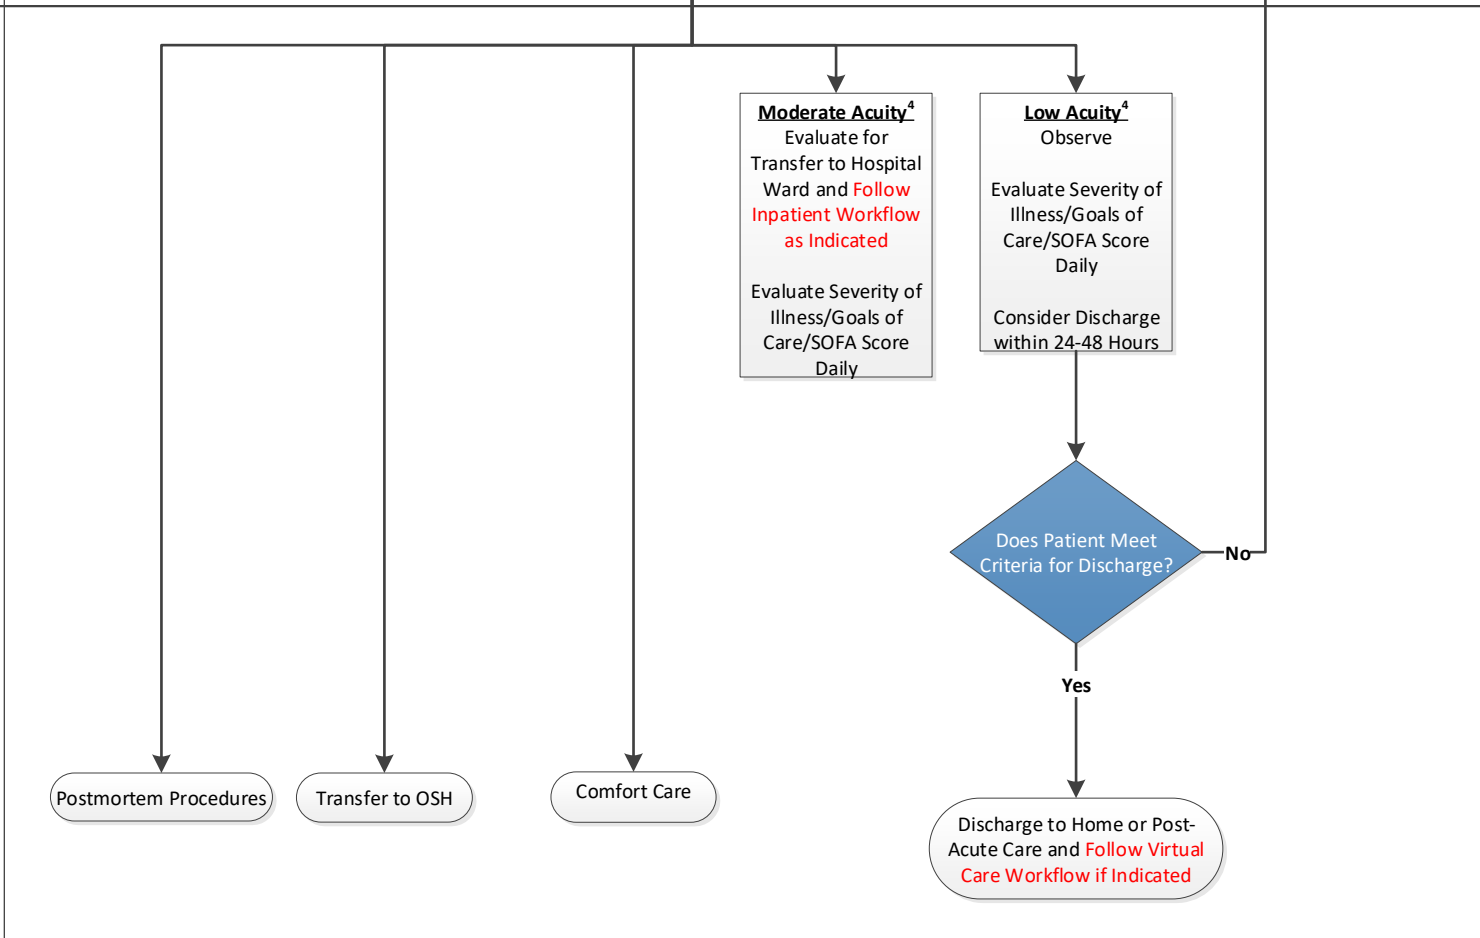 Moderate Acuity4
Evaluate for
Transfer to Hospital
Ward and Follow
Inpatient Workflow
as Indicated
Evaluate Severity of
Illness/Goals of
Care/SOFA Score
Daily
Low Acuity4
Observe
Evaluate Severity of
Illness/Goals of
Care/SOFA Score
Daily
Consider Discharge
within 24-48 Hours
Does Patient Meet
Criteria for Discharge?
No
Yes
Postmortem Procedures
Transfer to OSH
Comfort Care
Discharge to Home or Post-
Acute Care and Follow Virtual
Care Workflow if Indicated